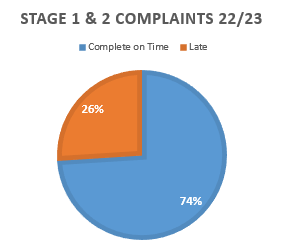 STAGE 1 & 2 COMPLAINTS 22/23
Complete on Time Late
26%
74%